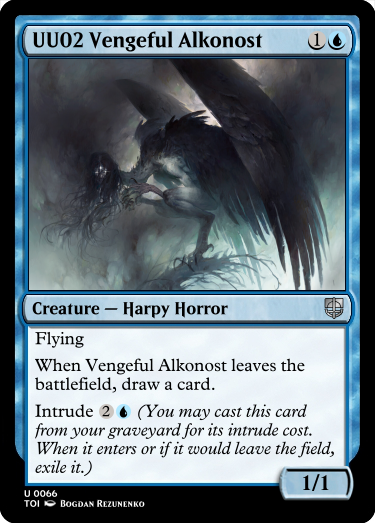 UU02 Vengeful Alkonost 1
Creature — Harpy Horror
Flying
When Vengeful Alkonost leaves the
battlefield, draw a card.
Intrude 2 (You may cast this card
from your graveyard for its intrude cost.
When it enters or if it would leave the field,
exile it.)
1/1
U 0066
TOI Bogdan Rezunenko